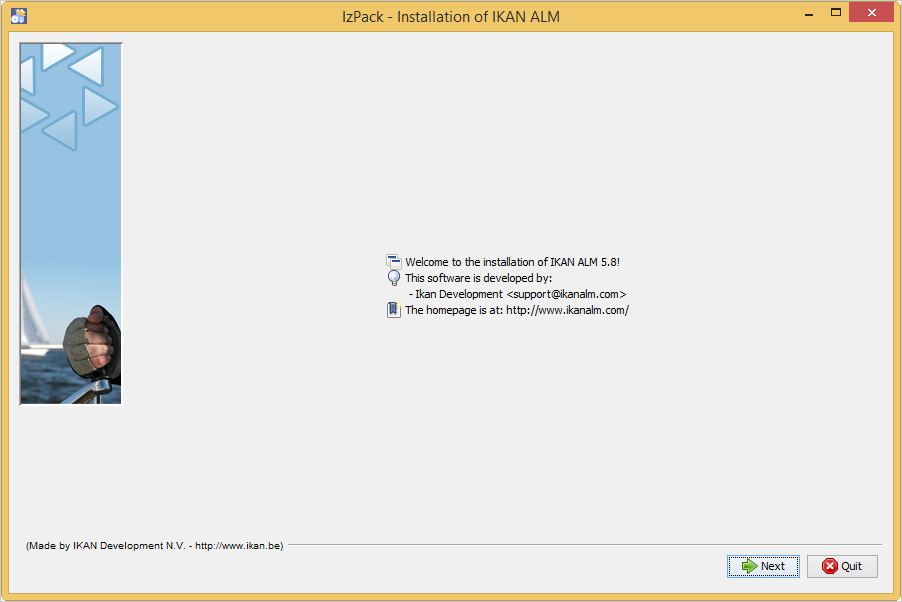 IzPack - Installation of IKAN ALM
Welcome to the installation of IKAN ALM 5.8!
This software is developed by:
- Ikan Development <support@ikanalm.com>
The homepage is at: http://www.ikanalm.com/
(Made by IKAN Development N.V. - http://www.ikan.be)
Next
Quit